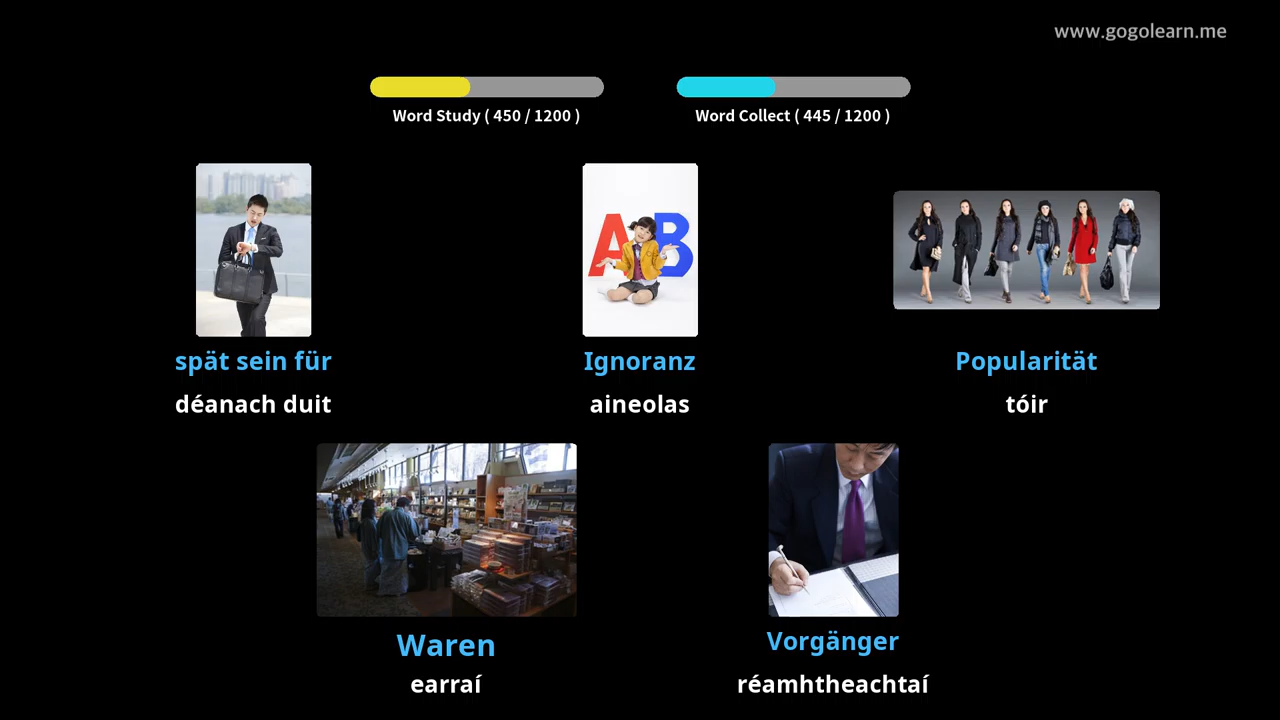 www.gogolearn.me
Word Study ( 450 / 1200 )
Word Collect ( 445 / 1200 )
A B
spät sein für
Ignoranz
Popularität
déanach duit
aineolas
tóir
Waren
Vorgänger
earraí
réamhtheachtaí